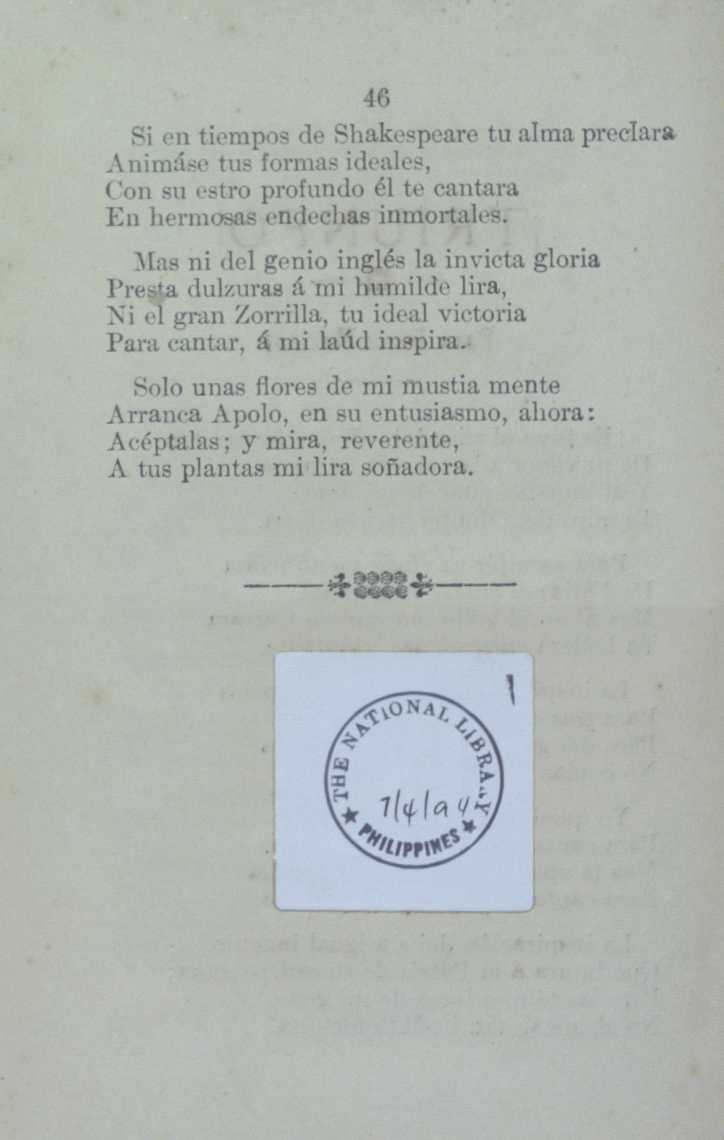 46
Si en tiempos de Shakespeare tu alma preclara
Animáse tus formas ideales,
Con su estro profundo él te cantara
En hermosas endechas inmortales.
Mas ni del genio inglés la invicta gloria
Presta dulzuras á mi humilde lira,
Ni el gran Zorrilla, tu ideal victoria
Para cantar, á mi laúd inspira.
Solo unas flores de mi mustia mente
Arranca Apolo, en su entusiasmo, ahora:
Acéptalas; y mira, reverente,
A tus plantas mi lira soñadora.
THE NATIONAL LIBRARY
7/4/94
★ PHILIPPINES ★